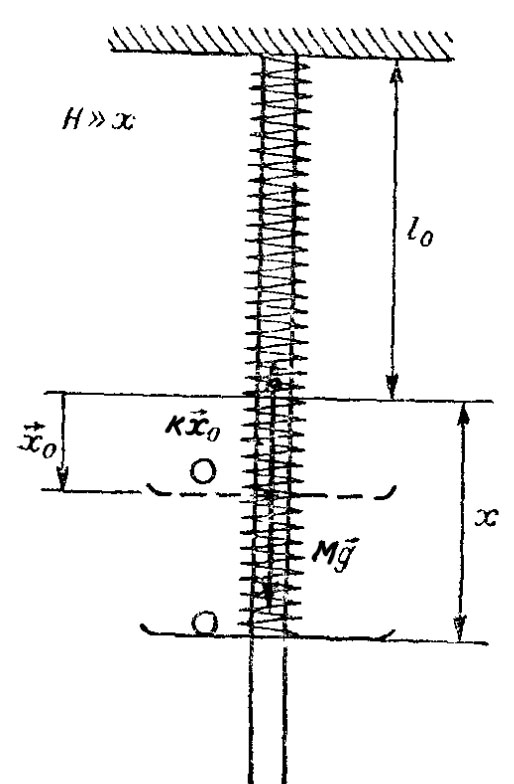 H ≫ x
l₀
x⃗₀
Kx⃗₀
x
Mg⃗